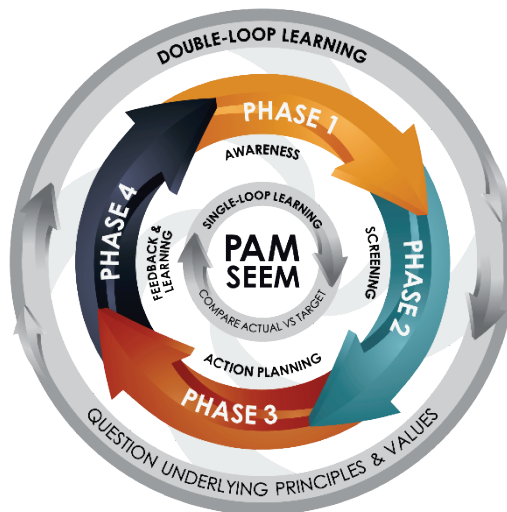 DOUBLE-LOOP LEARNING
PHASE 1
AWARENESS
SINGLE-LOOP LEARNING
PAM
SEEM
COMPARE ACTUAL VS TARGET
SCREENING
PHASE 2
ACTION PLANNING
PHASE 3
FEEDBACK &
LEARNING
PHASE 4
QUESTION UNDERLYING PRINCIPLES & VALUES